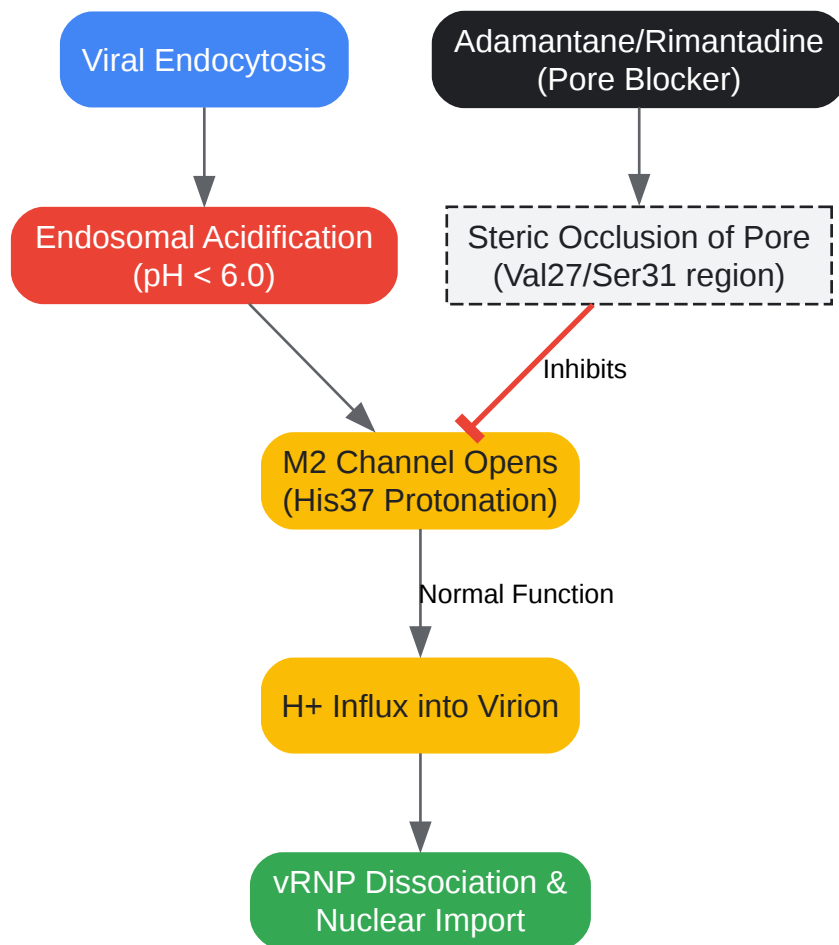 Viral Endocytosis
Adamantane/Rimantadine
(Pore Blocker)
Endosomal Acidification
(pH < 6.0)
Steric Occlusion of Pore
(Val27/Ser31 region)
Inhibits
M2 Channel Opens
(His37 Protonation)
Normal Function
H+ Influx into Virion
vRNP Dissociation &
Nuclear Import